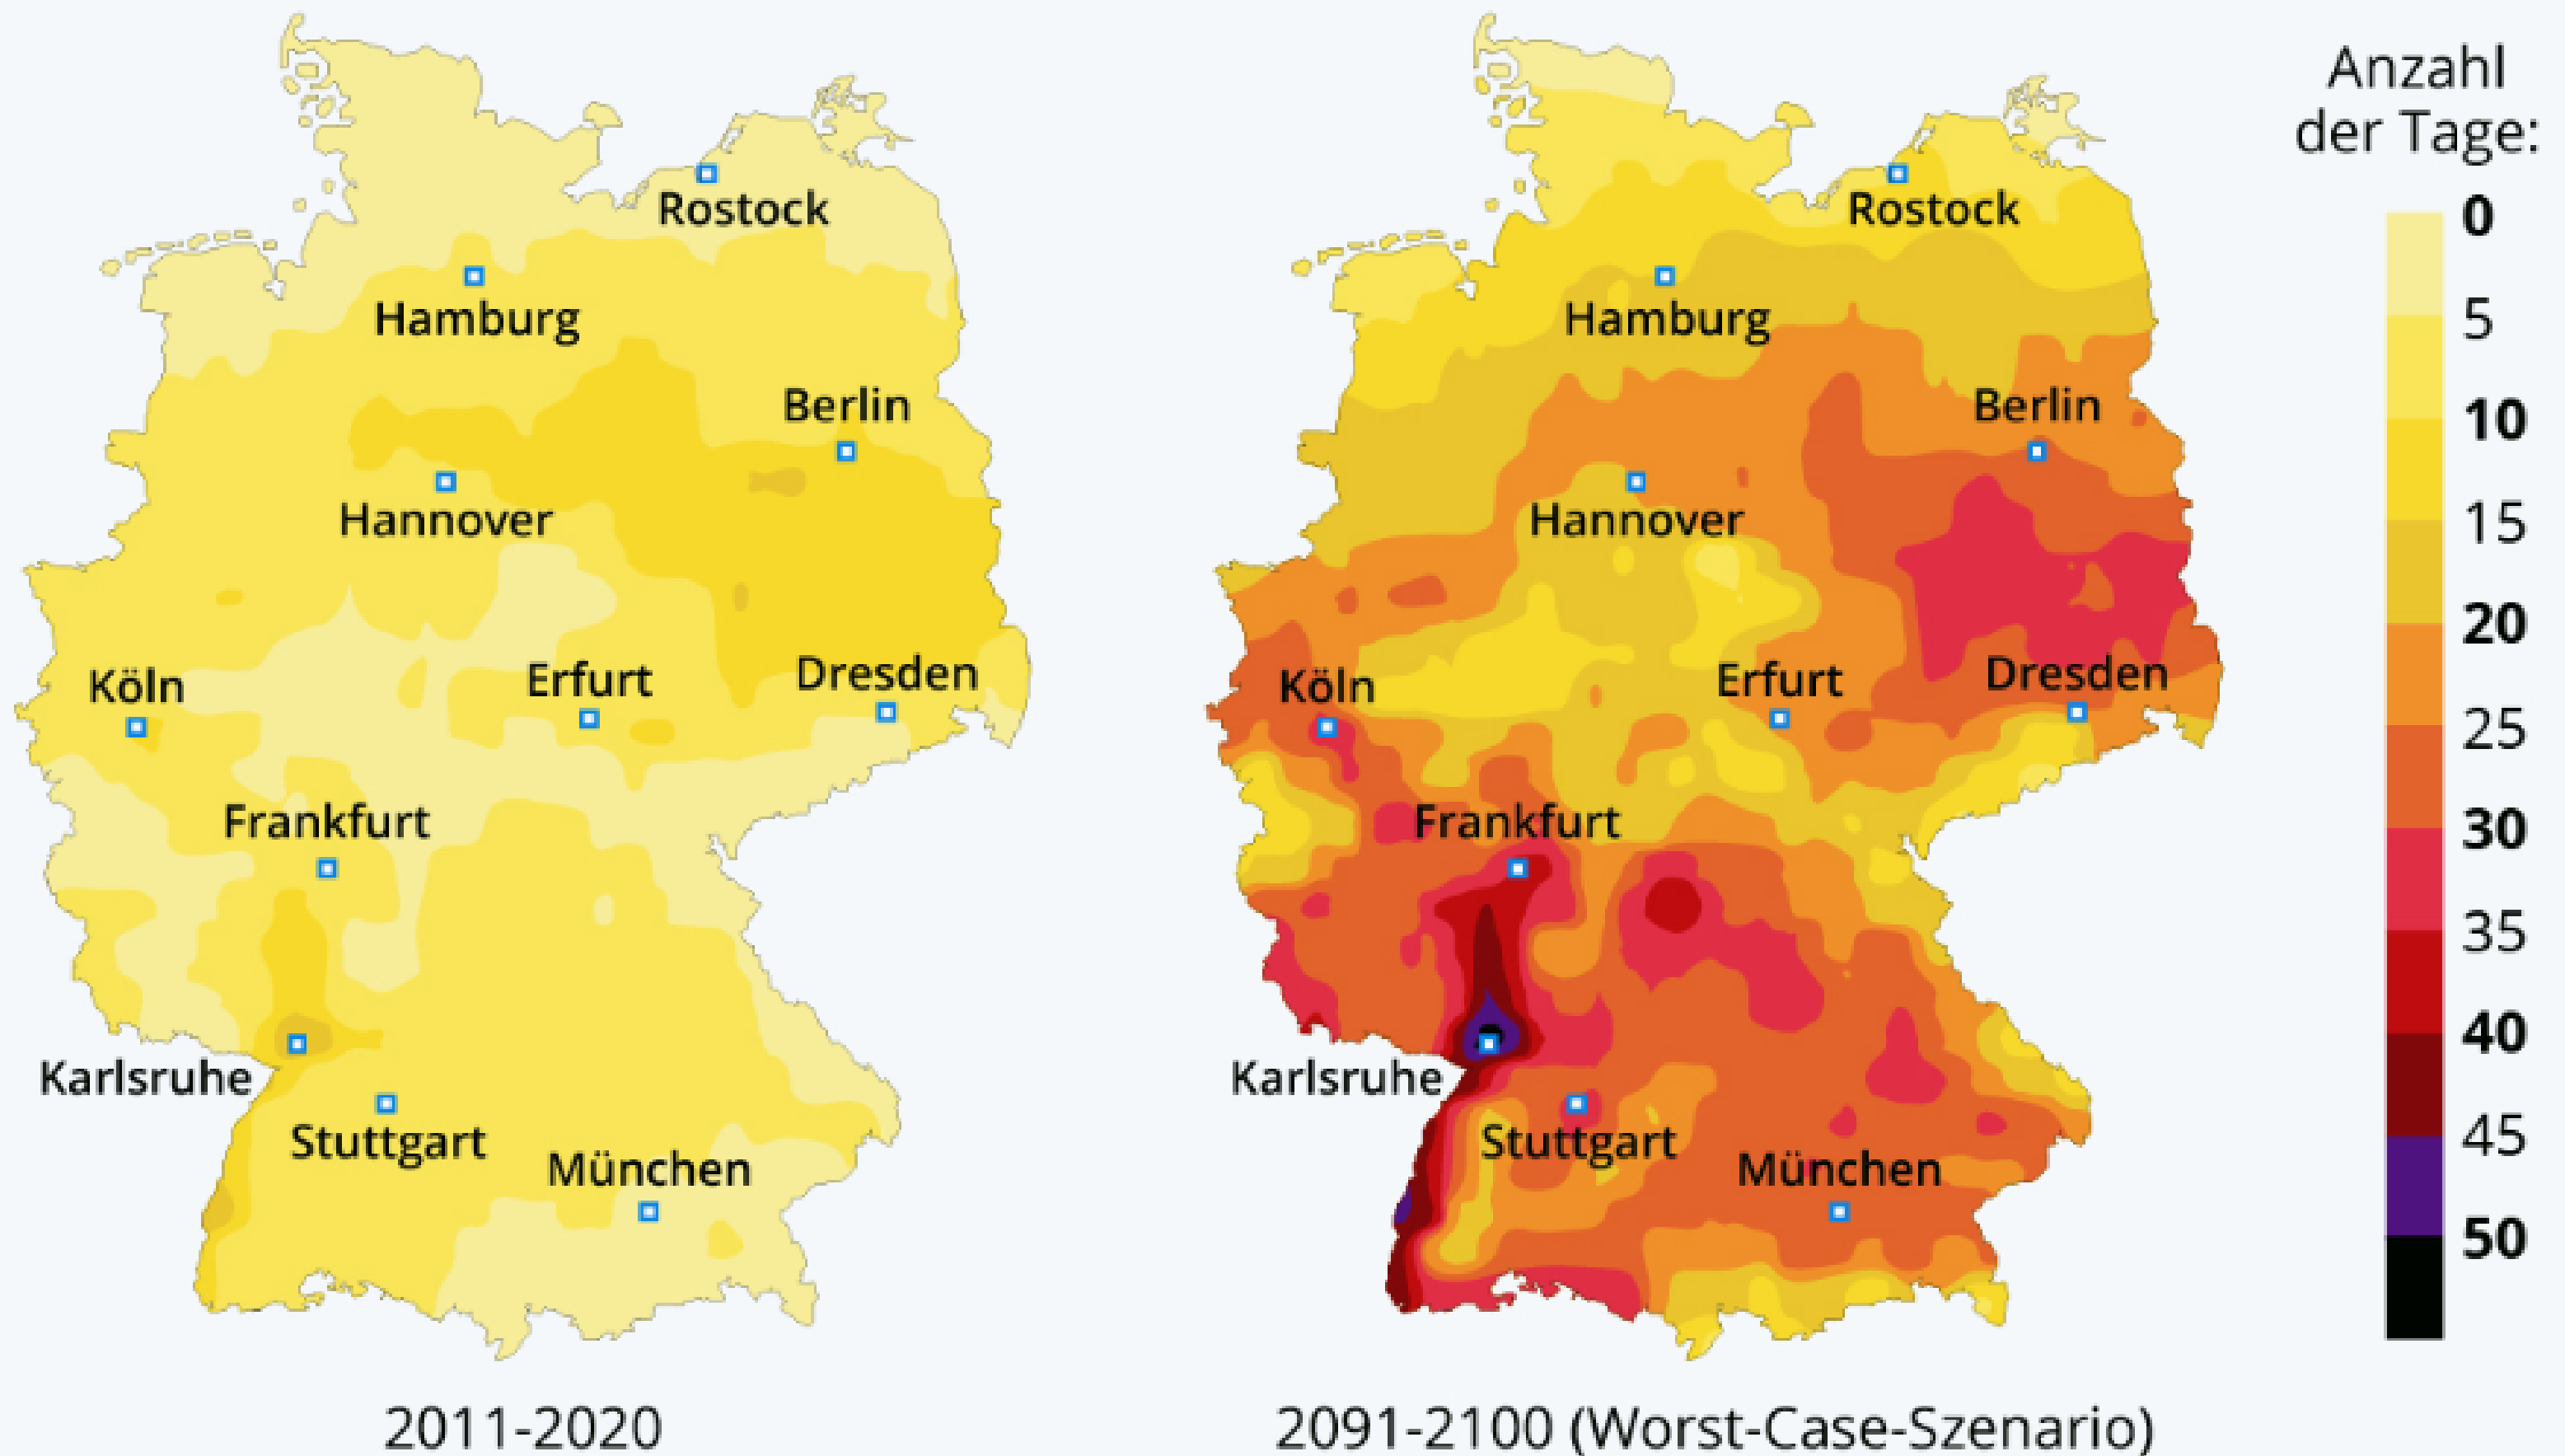 Rostock
Hamburg
Berlin
Hannover
Köln
Erfurt
Dresden
Frankfurt
Karlsruhe
Stuttgart
München
2011-2020
Rostock
Hamburg
Berlin
Hannover
Köln
Erfurt
Dresden
Frankfurt
Karlsruhe
Stuttgart
München
2091-2100 (Worst-Case-Szenario)
Anzahl
der Tage:
0
5
10
15
20
25
30
35
40
45
50